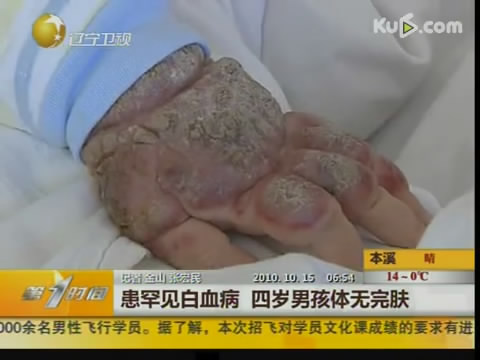 辽宁卫视
Ku6.com
本溪 晴
14~0℃
记者 金山 张宏民 2010.10.15 06:54
第1时间
患罕见白血病 四岁男孩体无完肤
000余名男性飞行学员。据了解，本次招飞对学员文化课成绩的要求有进